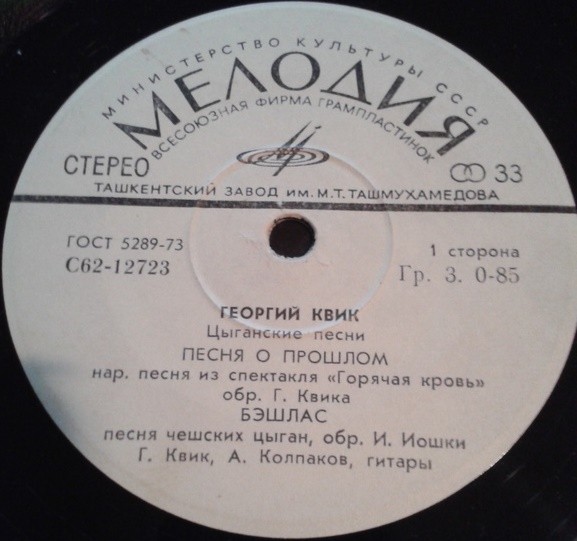 МИНИСТЕРСТВО КУЛЬТУРЫ СССР
МЕЛОДИЯ
ВСЕСОЮЗНАЯ ФИРМА ГРАМПЛАСТИНОК
СТЕРЕО 33
ТАШКЕНТСКИЙ ЗАВОД ИМ. М.Т. ТАШМУХАМЕДОВА
ГОСТ 5289-73 1 сторона
С62-12723 Гр. 3. 0-85
ГЕОРГИЙ КВИК
Цыганские песни
ПЕСНЯ О ПРОШЛОМ
нар. песня из спектакля «Горячая кровь»
обр. Г. Квика
БЭШЛАС
песня чешских цыган, обр. И. Иошки
Г. Квик, А. Колпаков, гитары